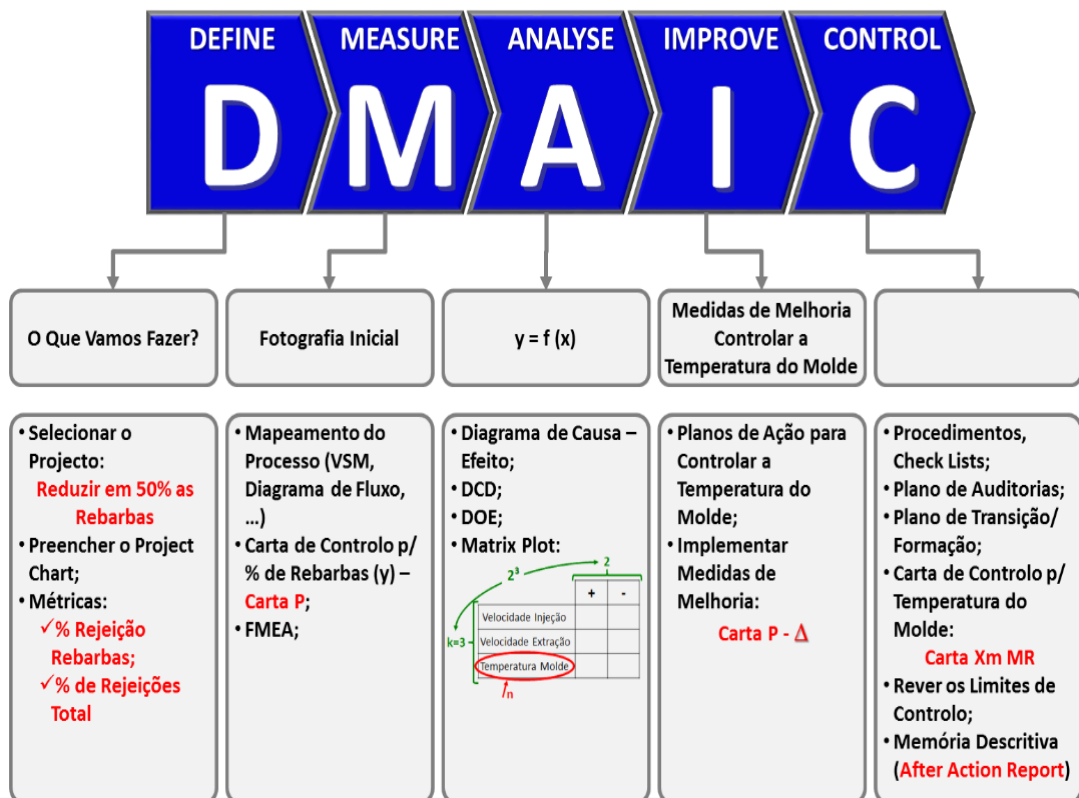 DEFINE
MEASURE
ANALYSE
IMPROVE
CONTROL
D
M
A
I
C
O Que Vamos Fazer?
Fotografia Inicial
y = f (x)
Medidas de Melhoria
Controlar a
Temperatura do Molde
• Selecionar o
Projecto:
Reduzir em 50% as
Rebarbas
• Preencher o Project
Chart;
• Métricas:
✓% Rejeição
Rebarbas;
✓% de Rejeições
Total
• Mapeamento do
Processo (VSM,
Diagrama de Fluxo,
...)
• Carta de Controlo p/
% de Rebarbas (y) –
Carta P;
• FMEA;
• Diagrama de Causa –
Efeito;
• DCD;
• DOE;
• Matrix Plot:
2³
2
+ -
k=3
Velocidade Injeção
Velocidade Extração
Temperatura Molde
n
• Planos de Ação para
Controlar a
Temperatura do
Molde;
• Implementar
Medidas de
Melhoria:
Carta P - Δ
• Procedimentos,
Check Lists;
• Plano de Auditorias;
• Plano de Transição/
Formação;
• Carta de Controlo p/
Temperatura do
Molde:
Carta Xm MR
• Rever os Limites de
Controlo;
• Memória Descritiva
(After Action Report)